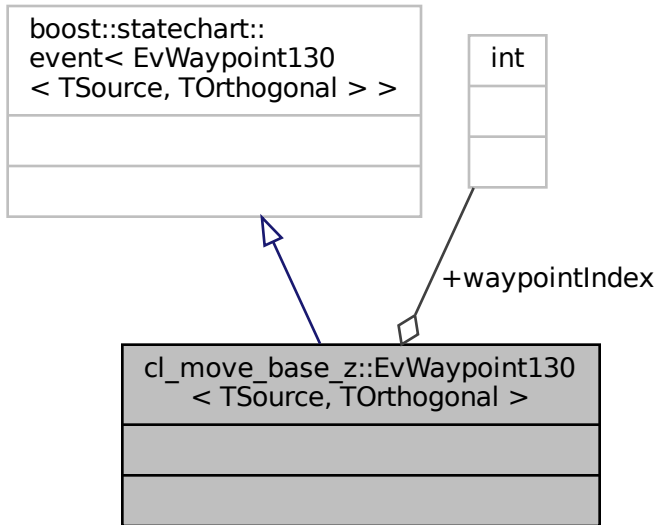 boost::statechart::
event< EvWaypoint130
< TSource, TOrthogonal > >
int
+waypointIndex
cl_move_base_z::EvWaypoint130
< TSource, TOrthogonal >